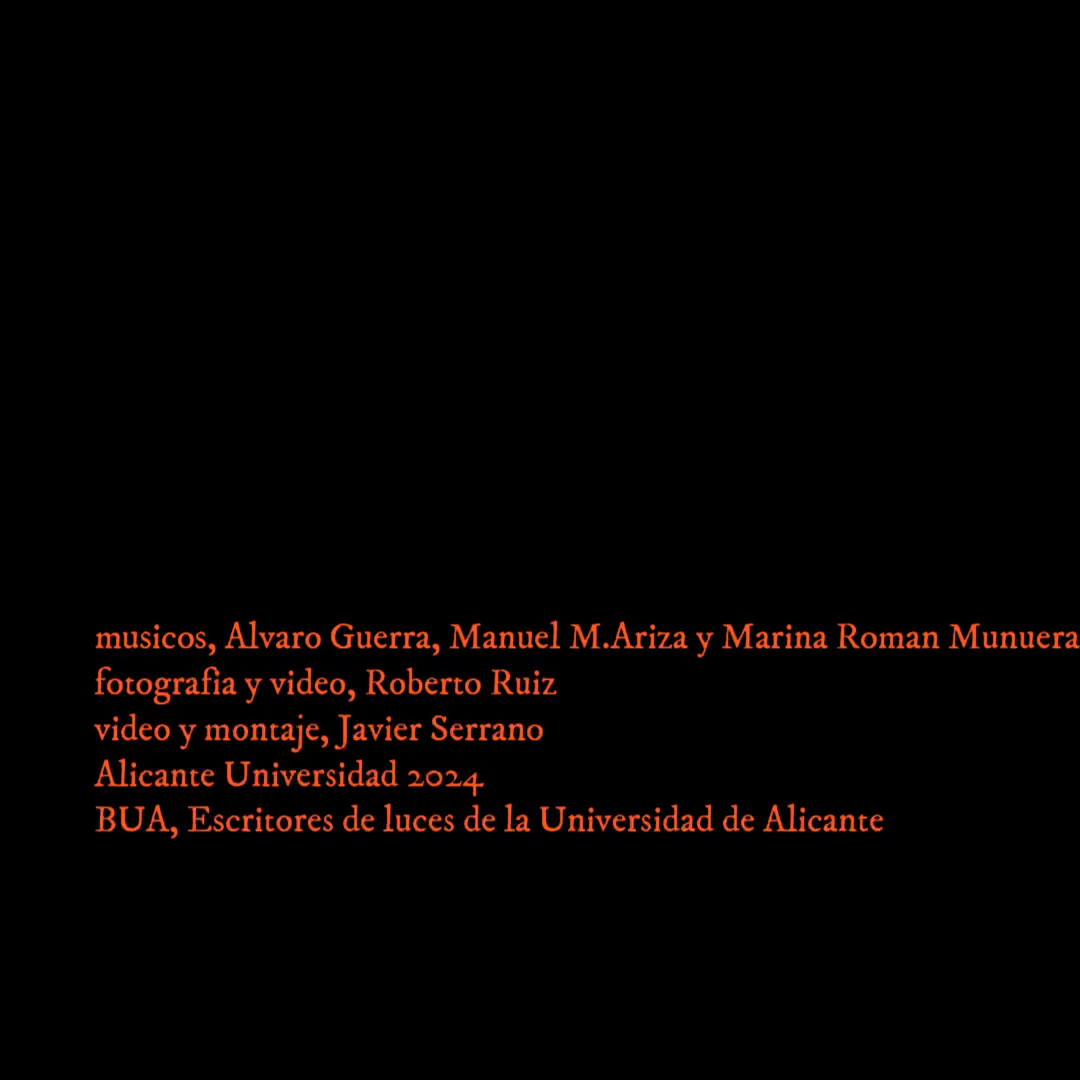 musicos, Alvaro Guerra, Manuel M.Ariza y Marina Roman Munuera
fotografia y video, Roberto Ruiz
video y montaje, Javier Serrano
Alicante Universidad 2024
BUA, Escritores de luces de la Universidad de Alicante